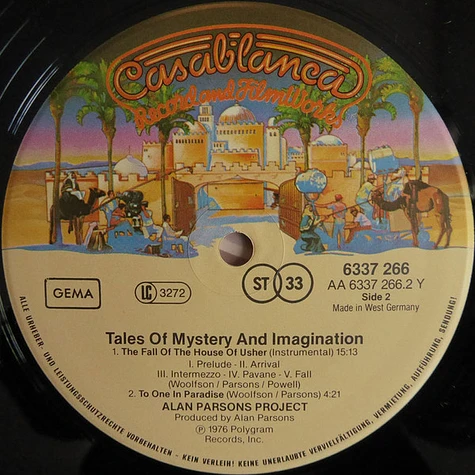 Casablanca
Record and FilmWorks
GEMA
LC 3272
ST 33
6337 266
AA 6337 266.2 Y
Side 2
Made in West Germany
Tales Of Mystery And Imagination
1. The Fall Of The House Of Usher (Instrumental) 15:13
I. Prelude - II. Arrival
III. Intermezzo - IV. Pavane - V. Fall
(Woolfson / Parsons / Powell)
2. To One In Paradise (Woolfson / Parsons) 4:21
ALAN PARSONS PROJECT
Produced by Alan Parsons
℗ 1976 Polygram
Records, Inc.
ALLE URHEBER- UND LEISTUNGSSCHUTZRECHTE VORBEHALTEN - KEIN VERLEIH! KEINE UNERLAUBTE VERVIELFÄLTIGUNG, VERMIETUNG, AUFFÜHRUNG, SENDUNG!